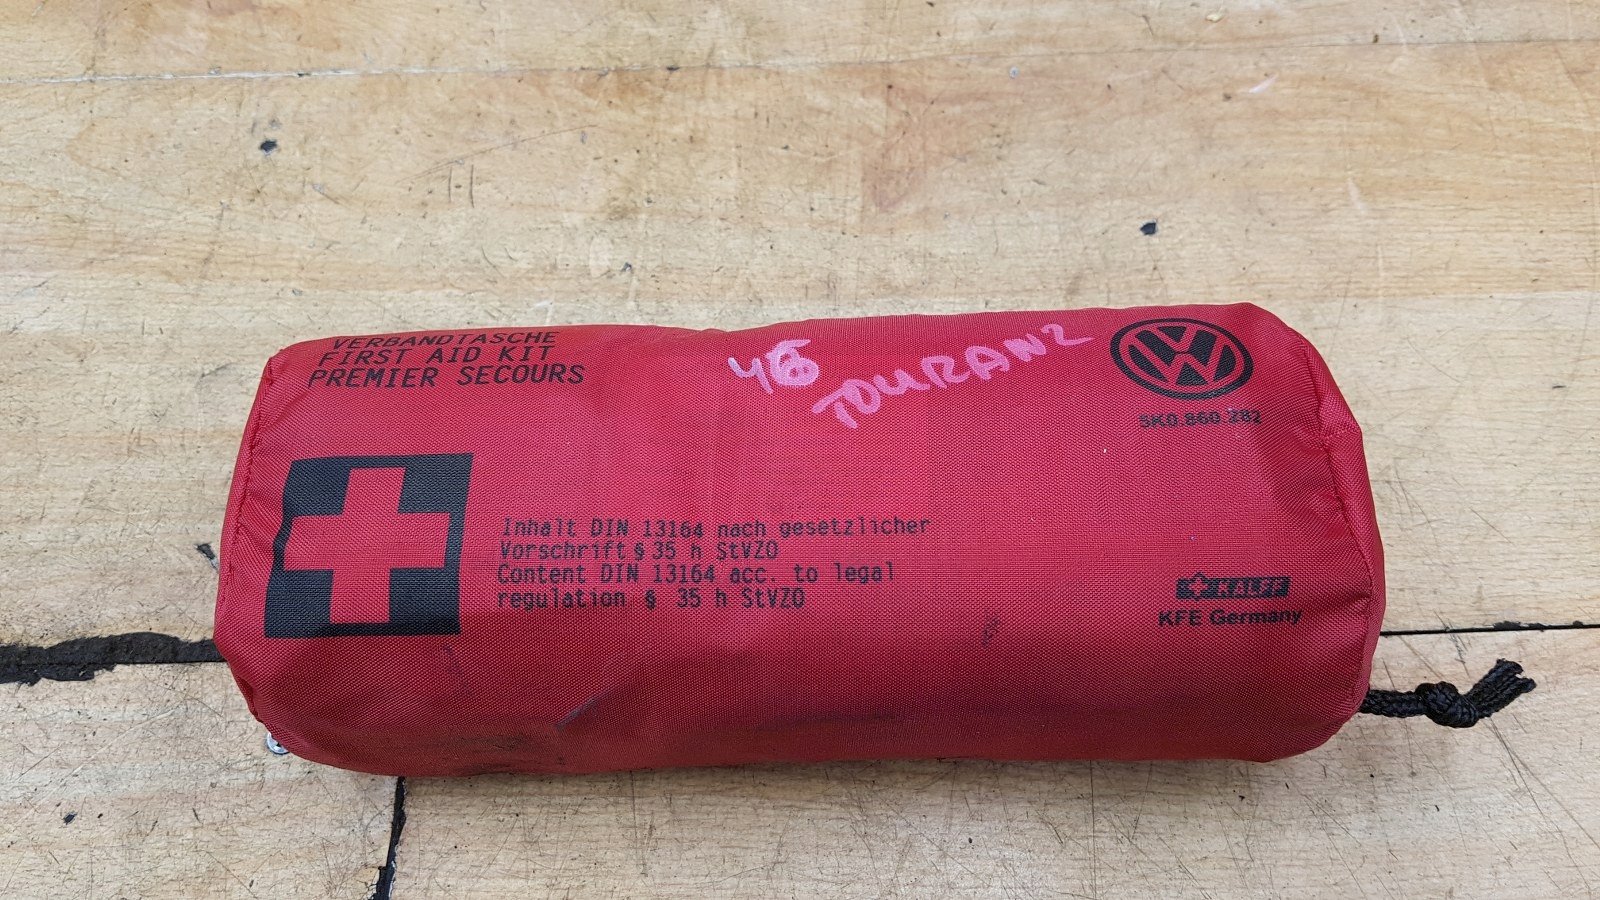 VERBANDTASCHE
FIRST AID KIT
PREMIER SECOURS
TOURAN2
5K0.860.282
Inhalt DIN 13164 nach gesetzlicher
Vorschrift § 35 h StVZO
Content DIN 13164 acc. to legal
regulation § 35 h StVZO
KALFF
KFE Germany